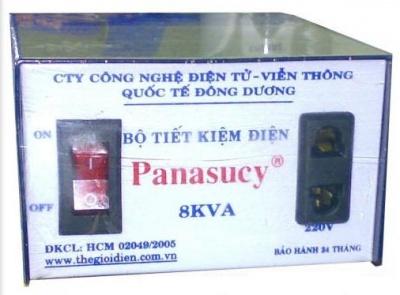 CTY CÔNG NGHỆ ĐIỆN TỬ-VIỄN THÔNG
QUỐC TẾ ĐÔNG DƯƠNG
ON
BỘ TIẾT KIỆM ĐIỆN
Panasucy®
8KVA
OFF
220V
ĐKCL: HCM 02049/2005
BẢO HÀNH 24 THÁNG
www.thegioidien.com.vn